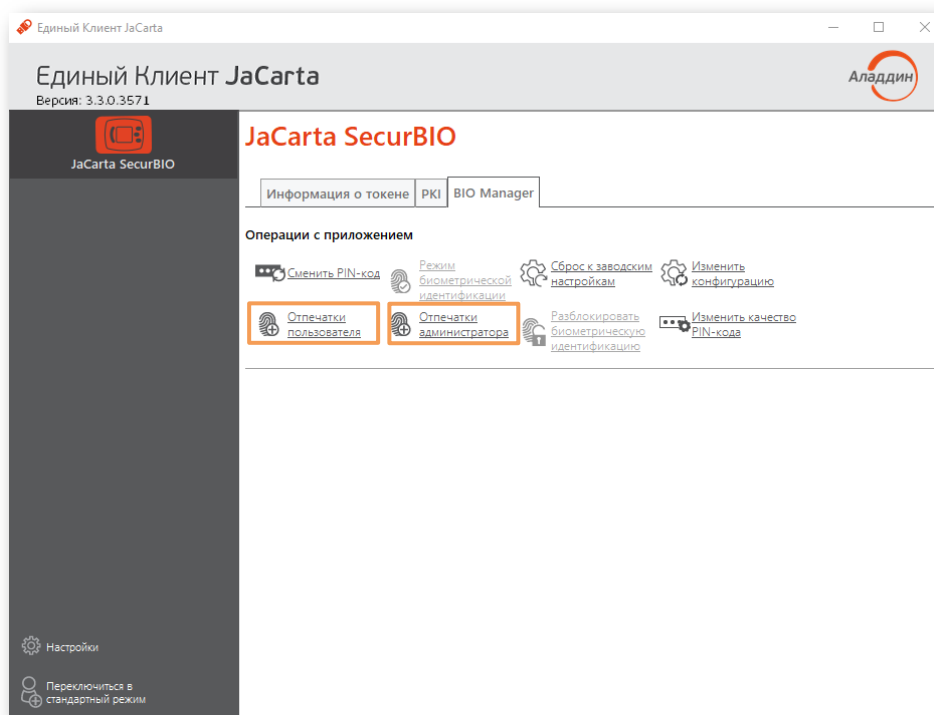 Единый Клиент JaCarta
Единый Клиент JaCarta
Версия: 3.3.0.3571
Аладдин
JaCarta SecurBIO
JaCarta SecurBIO
Информация о токене
PKI
BIO Manager
Операции с приложением
Сменить PIN-код
Режим
биометрической
идентификации
Сброс к заводским
настройкам
Изменить
конфигурацию
Отпечатки
пользователя
Отпечатки
администратора
Разблокировать
биометрическую
идентификацию
Изменить качество
PIN-кода
Настройки
Переключиться в
стандартный режим